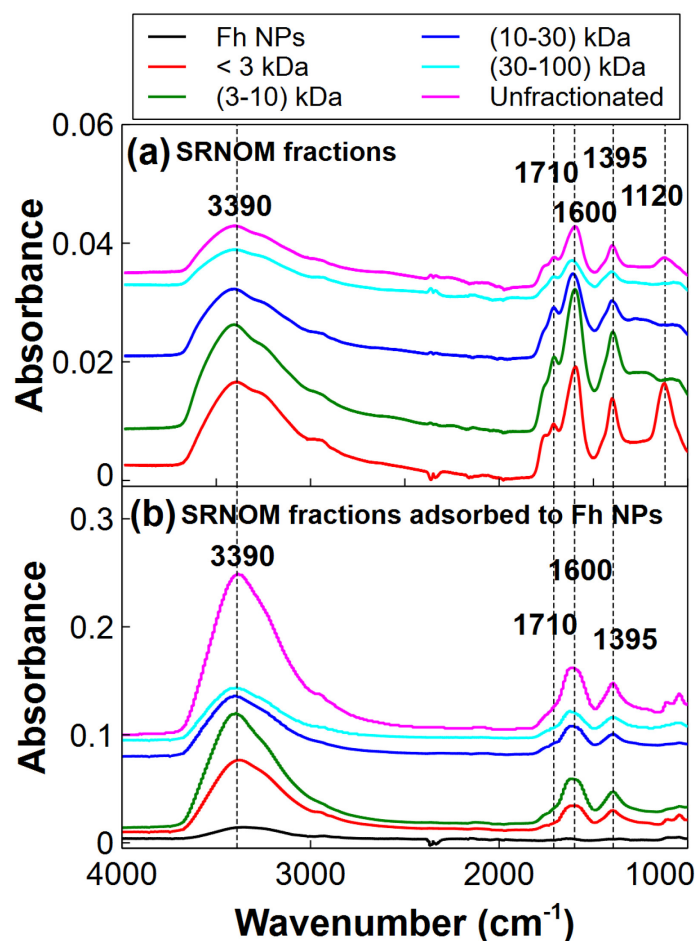 Fh NPs (10-30) kDa
< 3 kDa (30-100) kDa
(3-10) kDa Unfractionated
0.06
(a) SRNOM fractions
1395
1710
3390 1600 1120
0.04
Absorbance
0.02
0
(b) SRNOM fractions adsorbed to Fh NPs
0.3
3390 1600
1710 1395
0.2
Absorbance
0.1
0
4000 3000 2000 1000
Wavenumber (cm⁻¹)